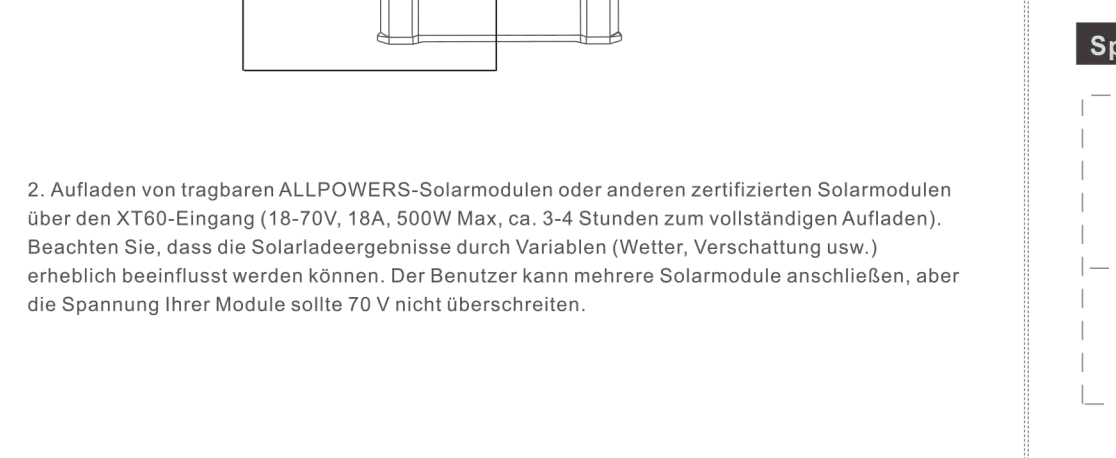 2. Aufladen von tragbaren ALLPOWERS-Solarmodulen oder anderen zertifizierten Solarmodulen
über den XT60-Eingang (18-70V, 18A, 500W Max, ca. 3-4 Stunden zum vollständigen Aufladen).
Beachten Sie, dass die Solarladeergebnisse durch Variablen (Wetter, Verschattung usw.)
erheblich beeinflusst werden können. Der Benutzer kann mehrere Solarmodule anschließen, aber
die Spannung Ihrer Module sollte 70 V nicht überschreiten.